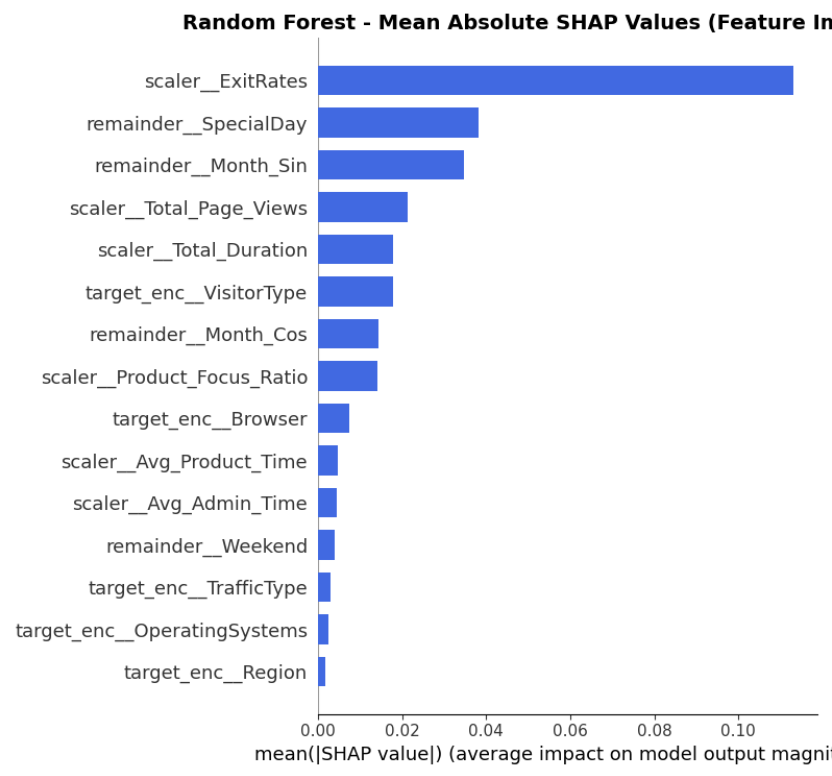 Random Forest - Mean Absolute SHAP Values (Feature Im
scaler__ExitRates
remainder__SpecialDay
remainder__Month_Sin
scaler__Total_Page_Views
scaler__Total_Duration
target_enc__VisitorType
remainder__Month_Cos
scaler__Product_Focus_Ratio
target_enc__Browser
scaler__Avg_Product_Time
scaler__Avg_Admin_Time
remainder__Weekend
target_enc__TrafficType
target_enc__OperatingSystems
target_enc__Region
0.00 0.02 0.04 0.06 0.08 0.10
mean(|SHAP value|) (average impact on model output magnit